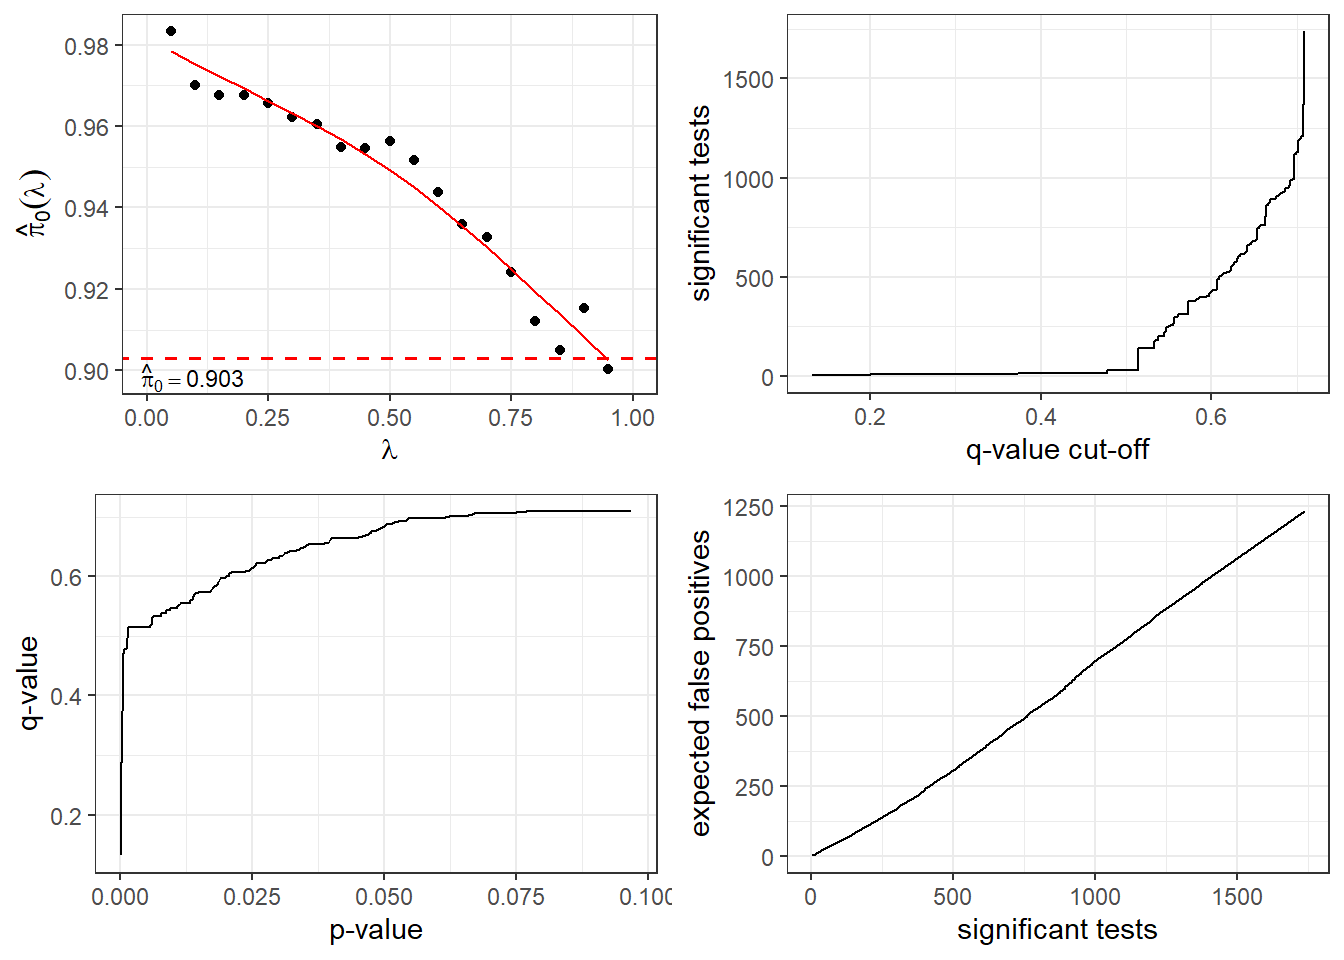 0.98
0.96
0.94
0.92
0.90
π̂₀(λ)
π̂₀ = 0.903
0.00 0.25 0.50 0.75 1.00
λ
1500
1000
500
0
significant tests
0.2 0.4 0.6
q-value cut-off
0.6
0.4
0.2
q-value
0.000 0.025 0.050 0.075 0.100
p-value
1250
1000
750
500
250
0
expected false positives
0 500 1000 1500
significant tests